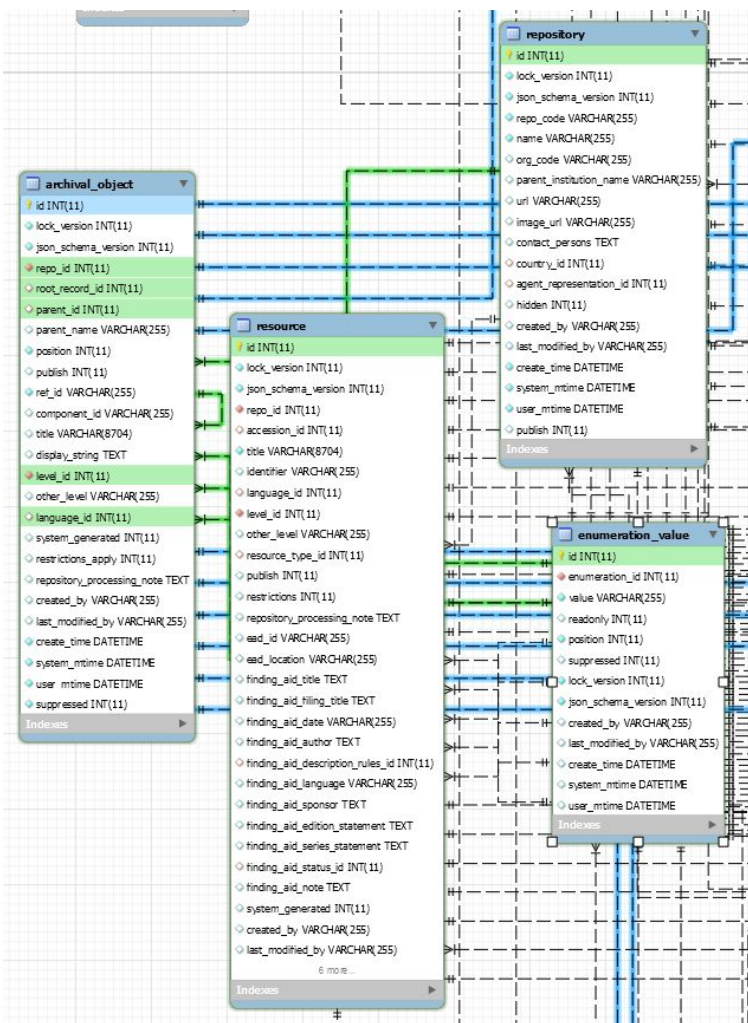 repository
id INT(11)
lock_version INT(11)
json_schema_version INT(11)
repo_code VARCHAR(255)
name VARCHAR(255)
org_code VARCHAR(255)
parent_institution_name VARCHAR(255)
url VARCHAR(255)
image_url VARCHAR(255)
contact_persons TEXT
country_id INT(11)
agent_representation_id INT(11)
hidden INT(11)
created_by VARCHAR(255)
last_modified_by VARCHAR(255)
create_time DATETIME
system_mtime DATETIME
user_mtime DATETIME
publish INT(11)
Indexes
archival_object
id INT(11)
lock_version INT(11)
json_schema_version INT(11)
repo_id INT(11)
root_record_id INT(11)
parent_id INT(11)
parent_name VARCHAR(255)
position INT(11)
publish INT(11)
ref_id VARCHAR(255)
component_id VARCHAR(255)
title VARCHAR(8704)
display_string TEXT
level_id INT(11)
other_level VARCHAR(255)
language_id INT(11)
system_generated INT(11)
restrictions_apply INT(11)
repository_processing_note TEXT
created_by VARCHAR(255)
last_modified_by VARCHAR(255)
create_time DATETIME
system_mtime DATETIME
user_mtime DATETIME
suppressed INT(11)
Indexes
resource
id INT(11)
lock_version INT(11)
json_schema_version INT(11)
repo_id INT(11)
accession_id INT(11)
title VARCHAR(8704)
identifier VARCHAR(255)
language_id INT(11)
level_id INT(11)
other_level VARCHAR(255)
resource_type_id INT(11)
publish INT(11)
restrictions INT(11)
repository_processing_note TEXT
ead_id VARCHAR(255)
ead_location VARCHAR(255)
finding_aid_title TEXT
finding_aid_filing_title TEXT
finding_aid_date VARCHAR(255)
finding_aid_author TEXT
finding_aid_description_rules_id INT(11)
finding_aid_language VARCHAR(255)
finding_aid_sponsor TEXT
finding_aid_edition_statement TEXT
finding_aid_series_statement TEXT
finding_aid_status_id INT(11)
finding_aid_note TEXT
system_generated INT(11)
created_by VARCHAR(255)
last_modified_by VARCHAR(255)
6 more...
Indexes
enumeration_value
id INT(11)
enumeration_id INT(11)
value VARCHAR(255)
readonly INT(11)
position INT(11)
suppressed INT(11)
lock_version INT(11)
json_schema_version INT(11)
created_by VARCHAR(255)
last_modified_by VARCHAR(255)
create_time DATETIME
system_mtime DATETIME
user_mtime DATETIME
Indexes